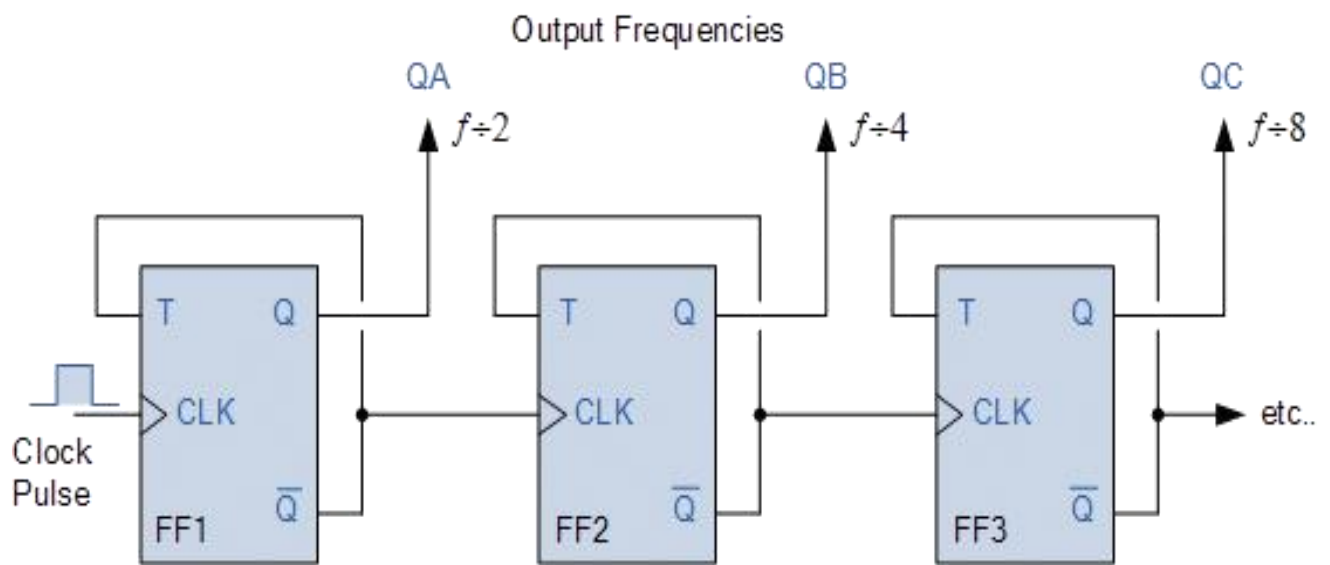 Output Frequencies
QA QB QC
f÷2 f÷4 f÷8
T Q T Q T Q
CLK CLK CLK etc..
Clock
Pulse
Q̅ Q̅ Q̅
FF1 FF2 FF3